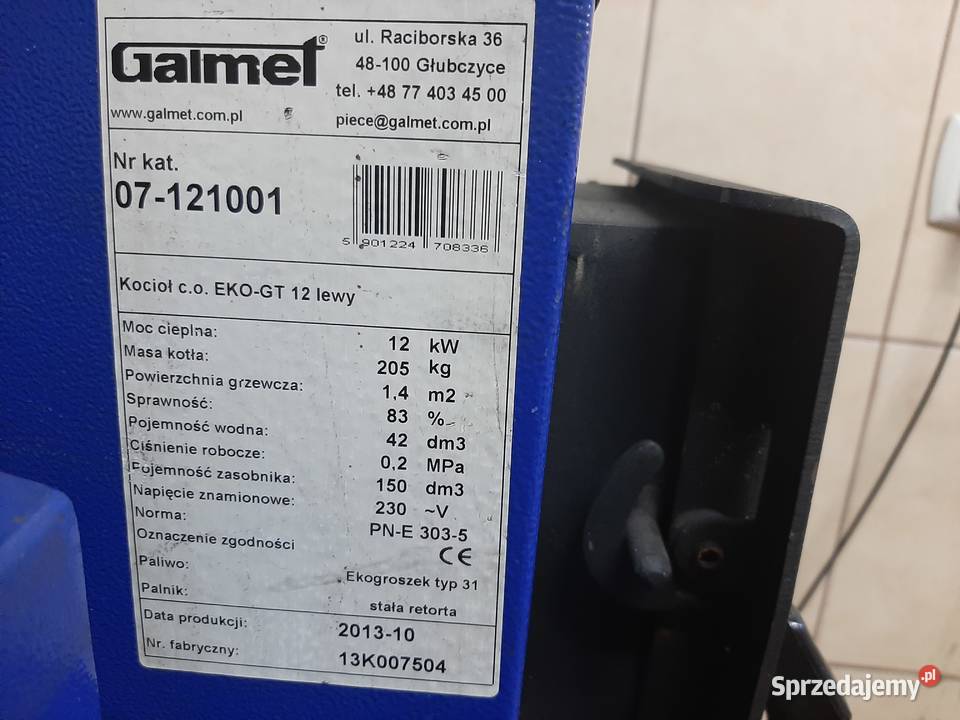 Galmet®
ul. Raciborska 36
48-100 Głubczyce
tel. +48 77 403 45 00
www.galmet.com.pl
piece@galmet.com.pl
Nr kat.
07-121001
5 901224 708336
Kocioł c.o. EKO-GT 12 lewy
Moc cieplna: 12 kW
Masa kotła: 205 kg
Powierzchnia grzewcza: 1,4 m2
Sprawność: 83 %
Pojemność wodna: 42 dm3
Ciśnienie robocze: 0,2 MPa
Pojemność zasobnika: 150 dm3
Napięcie znamionowe: 230 ~V
Norma: PN-E 303-5
Oznaczenie zgodności CE
Paliwo: Ekogroszek typ 31
Palnik: stała retorta
Data produkcji: 2013-10
Nr. fabryczny: 13K007504
Sprzedajemy.pl